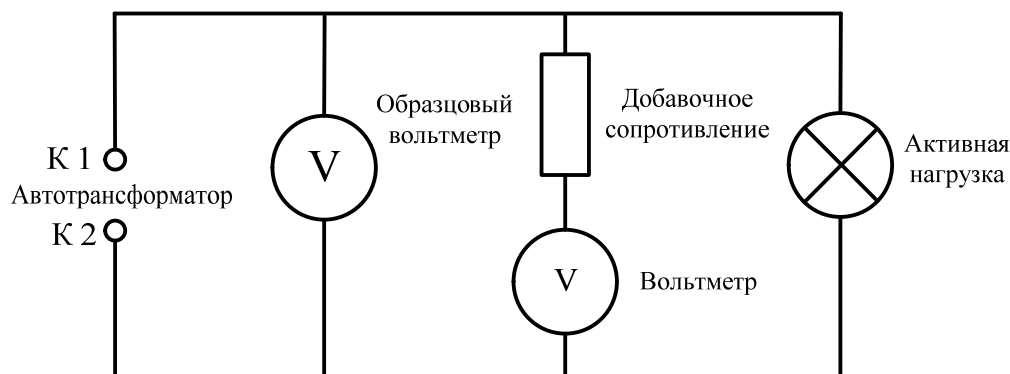 К 1
Автотрансформатор
К 2
V
Образцовый
вольтметр
Добавочное
сопротивление
V
Вольтметр
Активная
нагрузка